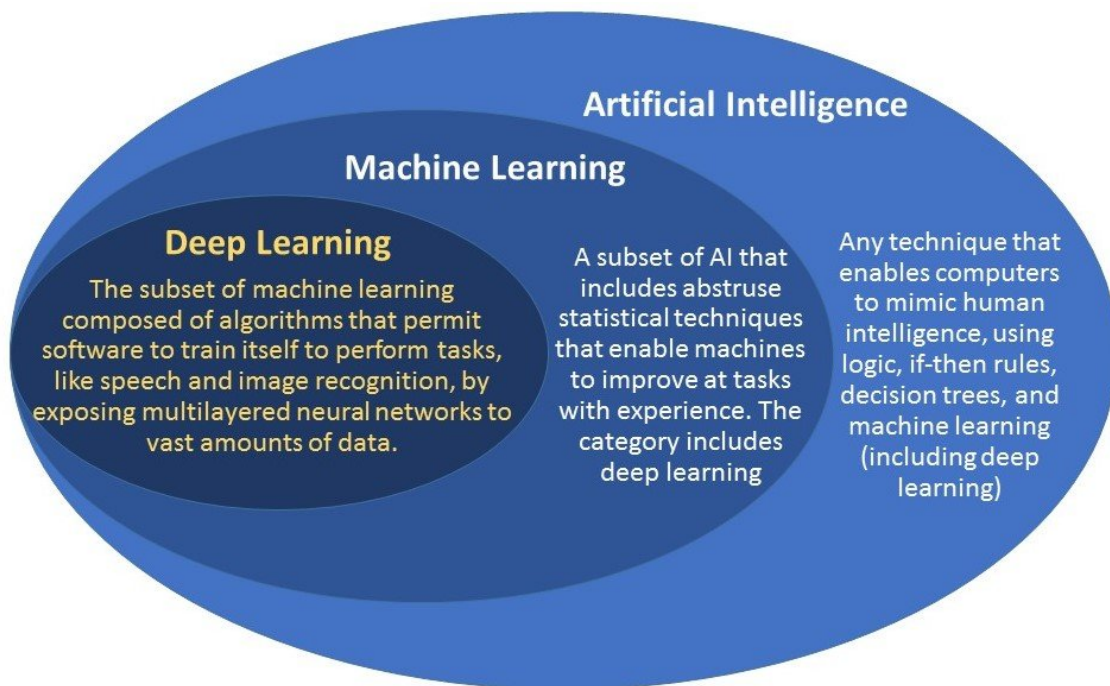 Artificial Intelligence
Machine Learning
Deep Learning
The subset of machine learning
composed of algorithms that permit
software to train itself to perform tasks,
like speech and image recognition, by
exposing multilayered neural networks to
vast amounts of data.
A subset of AI that
includes abstruse
statistical techniques
that enable machines
to improve at tasks
with experience. The
category includes
deep learning
Any technique that
enables computers
to mimic human
intelligence, using
logic, if-then rules,
decision trees, and
machine learning
(including deep
learning)